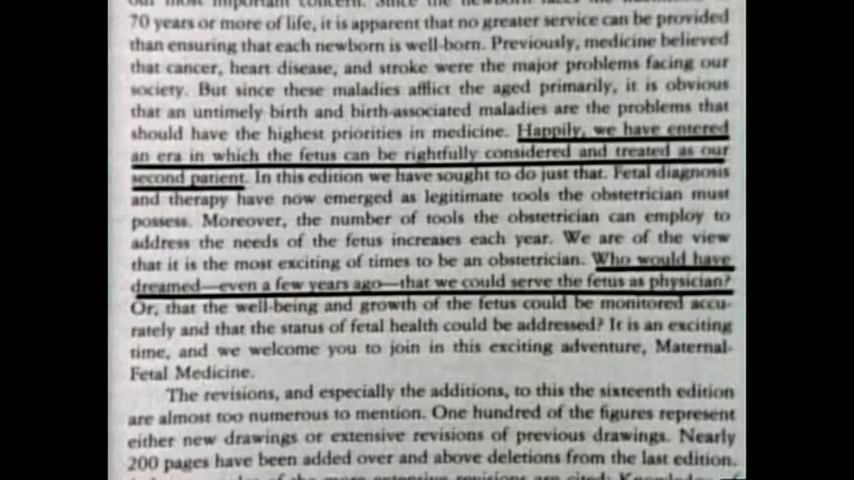 70 years or more of life, it is apparent that no greater service can be provided
than ensuring that each newborn is well-born. Previously, medicine believed
that cancer, heart disease, and stroke were the major problems facing our
society. But since these maladies afflict the aged primarily, it is obvious
that an untimely birth and birth-associated maladies are the problems that
should have the highest priorities in medicine. Happily, we have entered
an era in which the fetus can be rightfully considered and treated as our
second patient. In this edition we have sought to do just that. Fetal diagnosis
and therapy have now emerged as legitimate tools the obstetrician must
possess. Moreover, the number of tools the obstetrician can employ to
address the needs of the fetus increases each year. We are of the view
that it is the most exciting of times to be an obstetrician. Who would have
dreamed—even a few years ago—that we could serve the fetus as physician?
Or, that the well-being and growth of the fetus could be monitored accu-
rately and that the status of fetal health could be addressed? It is an exciting
time, and we welcome you to join in this exciting adventure, Maternal-
Fetal Medicine.
The revisions, and especially the additions, to this the sixteenth edition
are almost too numerous to mention. One hundred of the figures represent
either new drawings or extensive revisions of previous drawings. Nearly
200 pages have been added over and above deletions from the last edition.